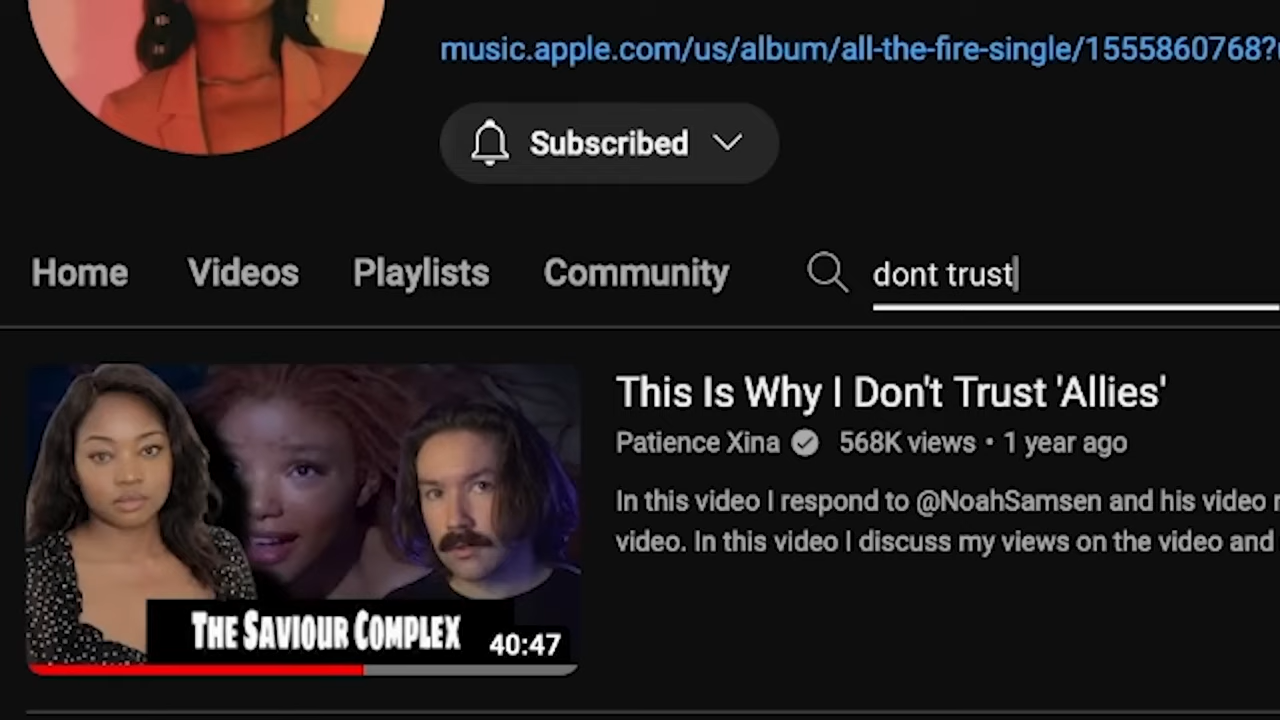 music.apple.com/us/album/all-the-fire-single/1555860768?
Subscribed
Home Videos Playlists Community dont trust
This Is Why I Don't Trust 'Allies'
Patience Xina 568K views • 1 year ago
In this video I respond to @NoahSamsen and his video
video. In this video I discuss my views on the video and
THE SAVIOUR COMPLEX
40:47